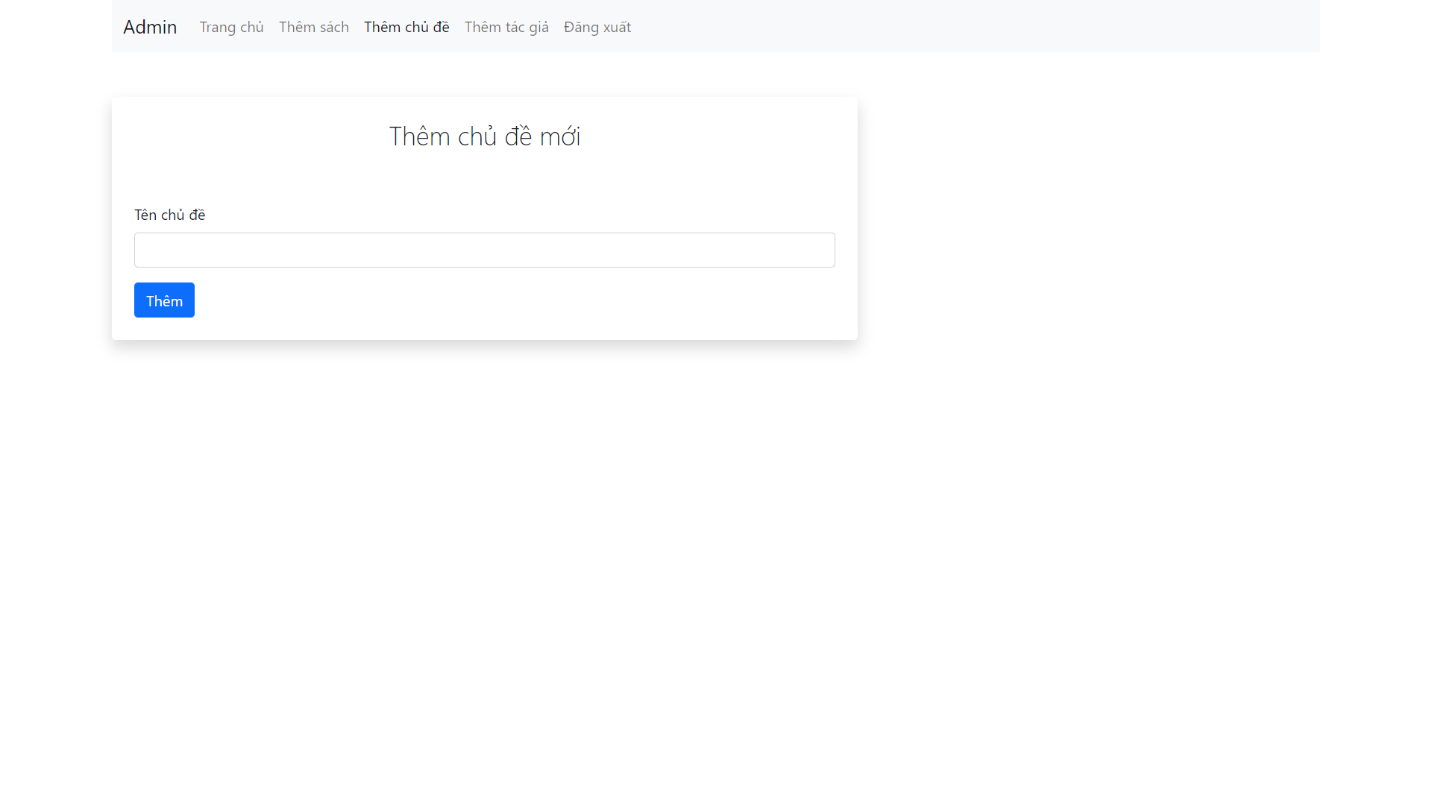 Admin Trang chủ Thêm sách Thêm chủ đề Thêm tác giả Đăng xuất
Thêm chủ đề mới
Tên chủ đề
Thêm